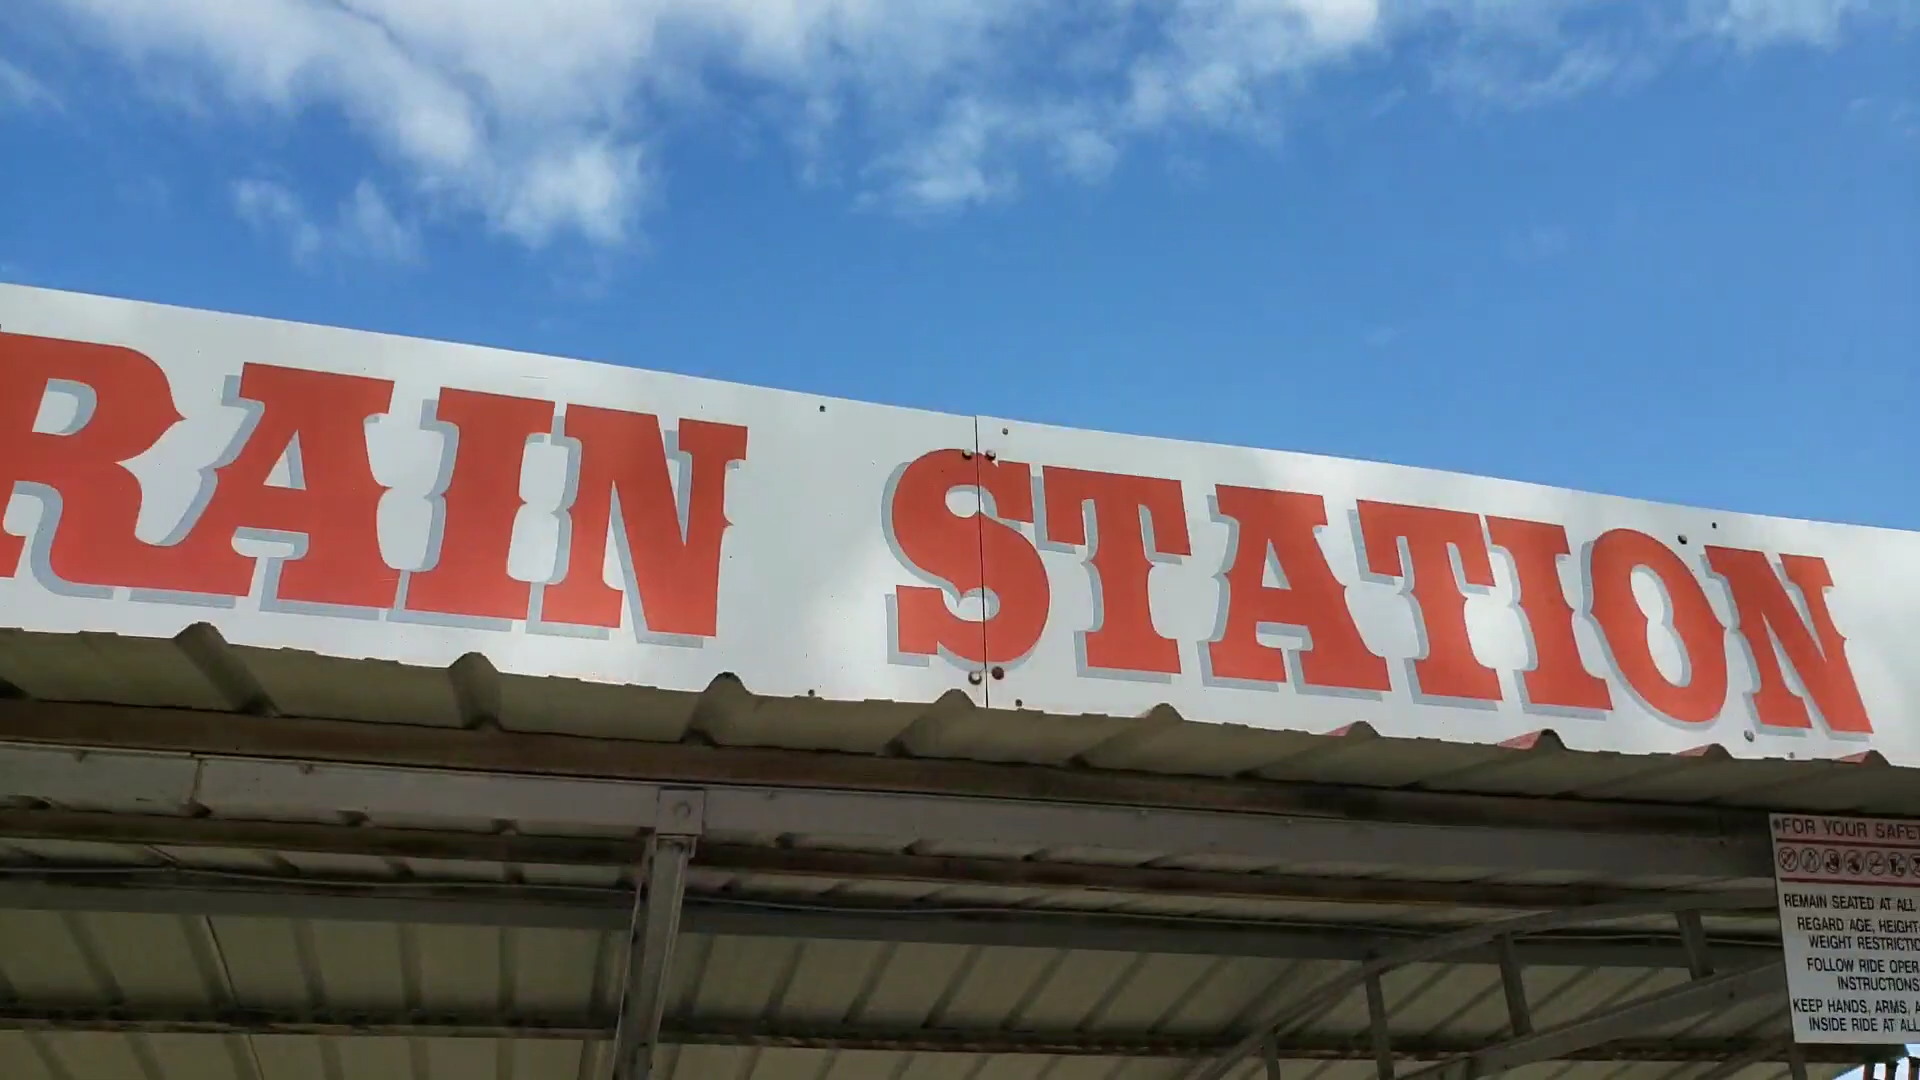 RAIN STATION
FOR YOUR SAFET
REMAIN SEATED AT ALL
REGARD AGE, HEIGHT
WEIGHT RESTRICTIO
FOLLOW RIDE OPER
INSTRUCTIONS
KEEP HANDS, ARMS, A
INSIDE RIDE AT ALL